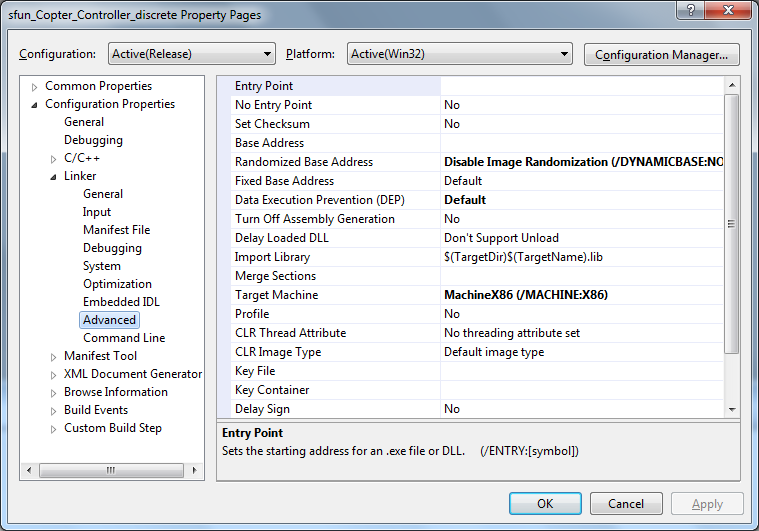 sfun_Copter_Controller_discrete Property Pages
Configuration: Active(Release) Platform: Active(Win32) Configuration Manager...
Common Properties
Configuration Properties
General
Debugging
C/C++
Linker
General
Input
Manifest File
Debugging
System
Optimization
Embedded IDL
Advanced
Command Line
Manifest Tool
XML Document Generator
Browse Information
Build Events
Custom Build Step
Entry Point
No Entry Point No
Set Checksum No
Base Address
Randomized Base Address Disable Image Randomization (/DYNAMICBASE:NO
Fixed Base Address Default
Data Execution Prevention (DEP) Default
Turn Off Assembly Generation No
Delay Loaded DLL Don't Support Unload
Import Library $(TargetDir)$(TargetName).lib
Merge Sections
Target Machine MachineX86 (/MACHINE:X86)
Profile No
CLR Thread Attribute No threading attribute set
CLR Image Type Default image type
Key File
Key Container
Delay Sign No
Entry Point
Sets the starting address for an .exe file or DLL. (/ENTRY:[symbol])
OK Cancel Apply